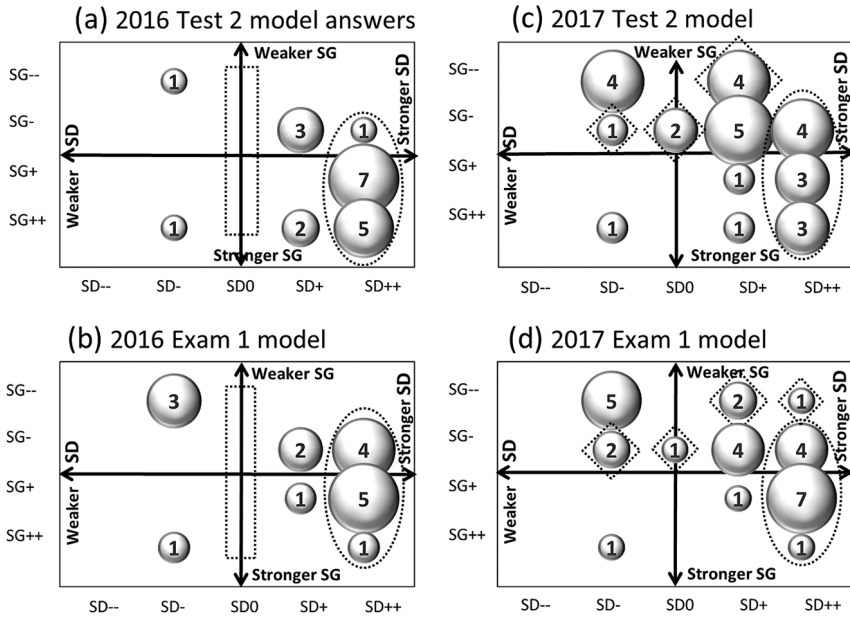 (a) 2016 Test 2 model answers
Weaker SG
SG--
SG-
SG+
SG++
1
3
1
7
1
2
5
Weaker SD
Stronger SD
Stronger SG
SD-- SD- SD0 SD+ SD++
(c) 2017 Test 2 model
Weaker SG
SG--
SG-
SG+
SG++
4
4
1
2
5
4
1
3
1
1
3
Weaker SD
Stronger SD
Stronger SG
SD-- SD- SD0 SD+ SD++
(b) 2016 Exam 1 model
Weaker SG
SG--
SG-
SG+
SG++
3
2
4
1
5
1
1
Weaker SD
Stronger SD
Stronger SG
SD-- SD- SD0 SD+ SD++
(d) 2017 Exam 1 model
Weaker SG
SG--
SG-
SG+
SG++
5
2
1
2
1
4
4
1
7
1
1
Weaker SD
Stronger SD
Stronger SG
SD-- SD- SD0 SD+ SD++